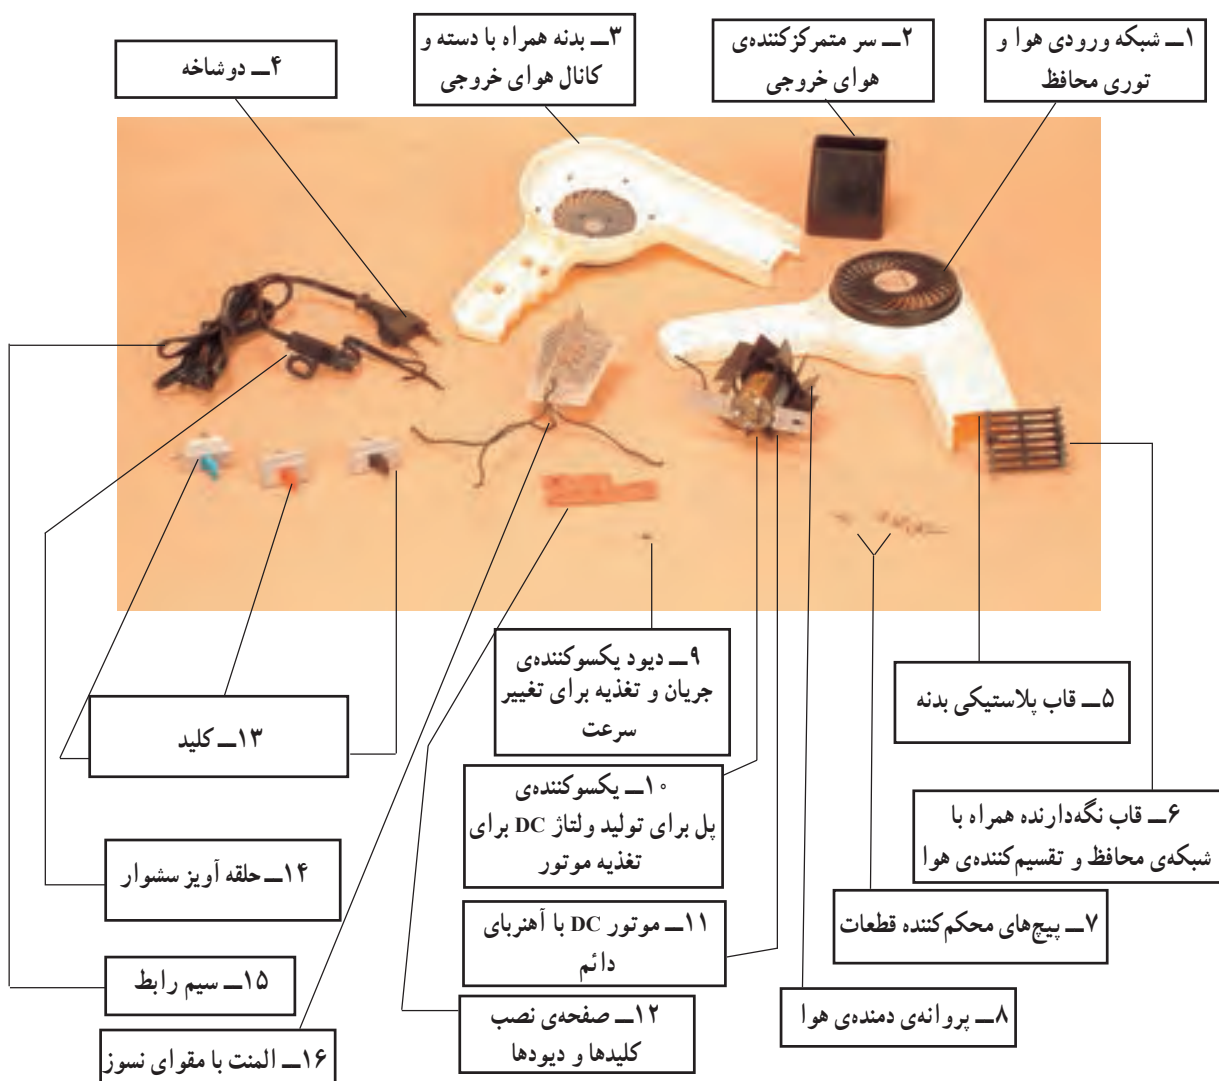 ۱ــ شبکه ورودی هوا و
توری محافظ
۲ــ سر متمرکزکننده‌ی
هوای خروجی
۳ــ بدنه همراه با دسته و
کانال هوای خروجی
۴ــ دوشاخه
۵ــ قاب پلاستیکی بدنه
۶ــ قاب نگه‌دارنده همراه با
شبکه‌ی محافظ و تقسیم‌کننده‌ی هوا
۷ــ پیچ‌های محکم‌کننده قطعات
۸ــ پروانه‌ی دمنده‌ی هوا
۹ــ دیود یکسوکننده‌ی
جریان و تغذیه برای تغییر
سرعت
۱۰ــ یکسوکننده‌ی
پل برای تولید ولتاژ DC برای
تغذیه موتور
۱۱ــ موتور DC با آهنربای
دائم
۱۲ــ صفحه‌ی نصب
کلیدها و دیودها
۱۳ــ کلید
۱۴ــ حلقه آویز سشوار
۱۵ــ سیم رابط
۱۶ــ المنت با مقوای نسوز